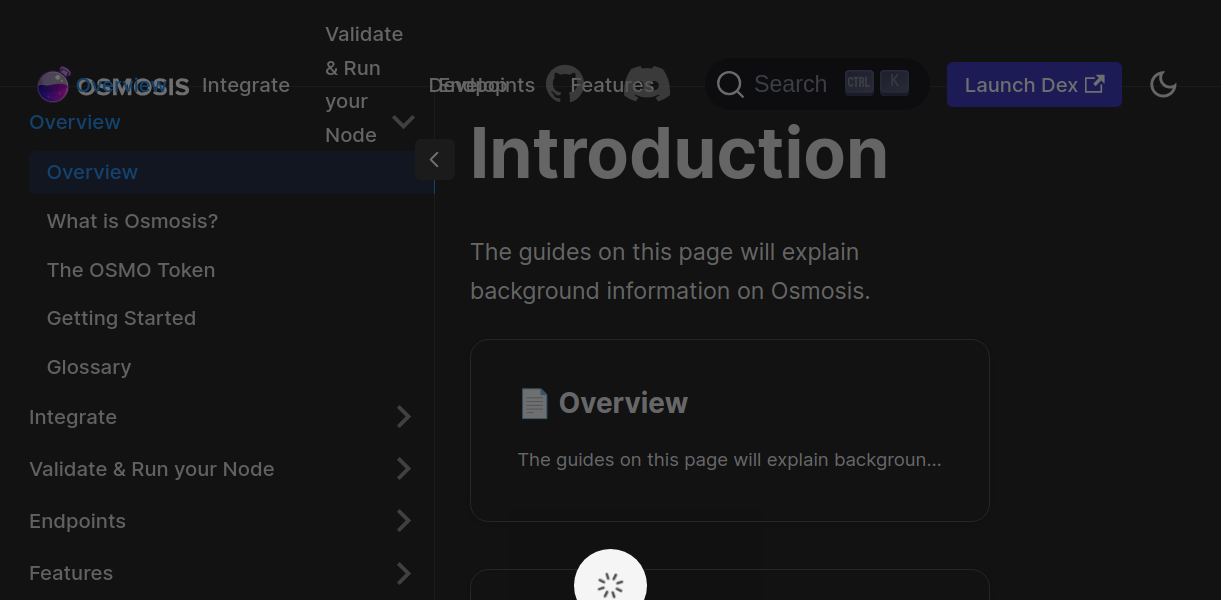 OSMOSIS
Overview
Integrate
Validate
& Run
your
Node
Develop
Endpoints
Features
Search
CTRL
K
Launch Dex
Overview
Overview
What is Osmosis?
The OSMO Token
Getting Started
Glossary
Integrate
Validate & Run your Node
Endpoints
Features
Introduction
The guides on this page will explain
background information on Osmosis.
Overview
The guides on this page will explain backgroun...